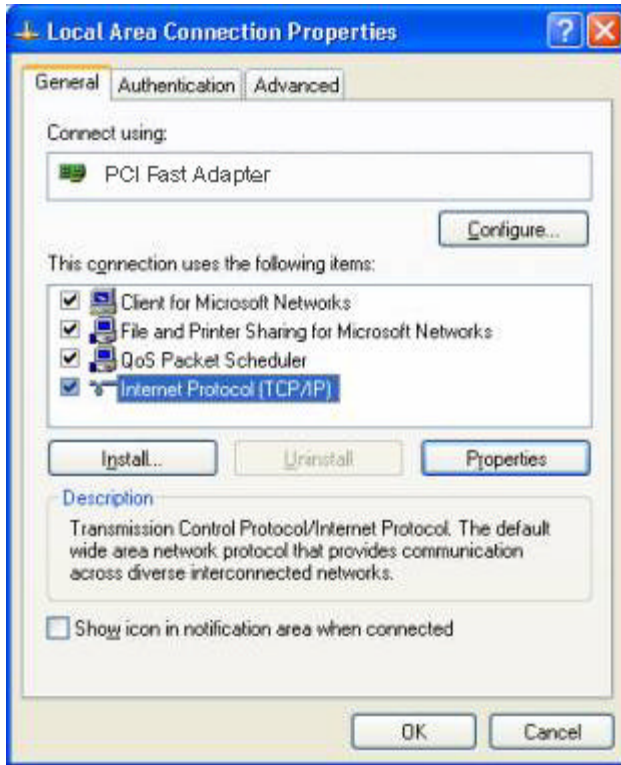 Local Area Connection Properties
General Authentication Advanced
Connect using:
PCI Fast Adapter
Configure...
This connection uses the following items:
Client for Microsoft Networks
File and Printer Sharing for Microsoft Networks
QoS Packet Scheduler
Internet Protocol (TCP/IP)
Install... Uninstall Properties
Description
Transmission Control Protocol/Internet Protocol. The default
wide area network protocol that provides communication
across diverse interconnected networks.
Show icon in notification area when connected
OK Cancel